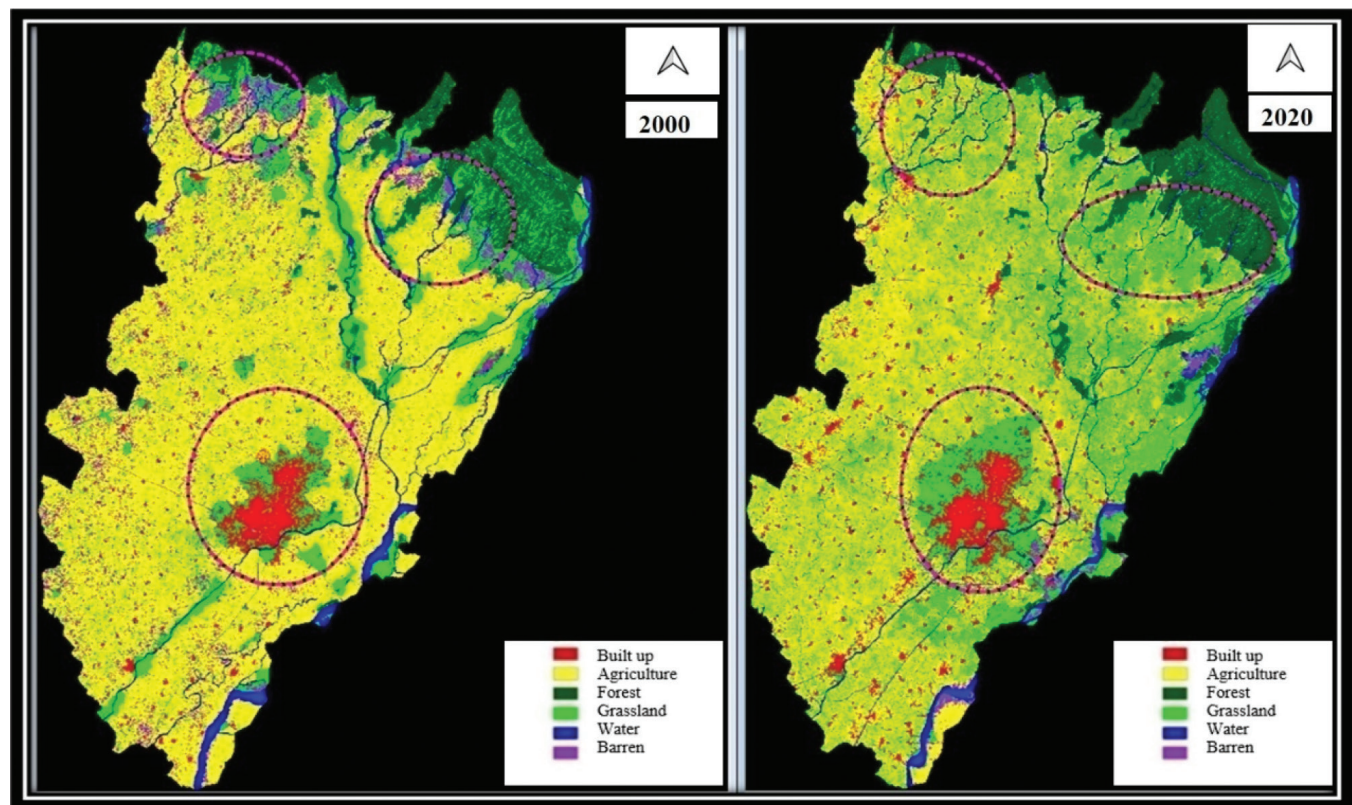 2000
Built up
Agriculture
Forest
Grassland
Water
Barren
2020
Built up
Agriculture
Forest
Grassland
Water
Barren